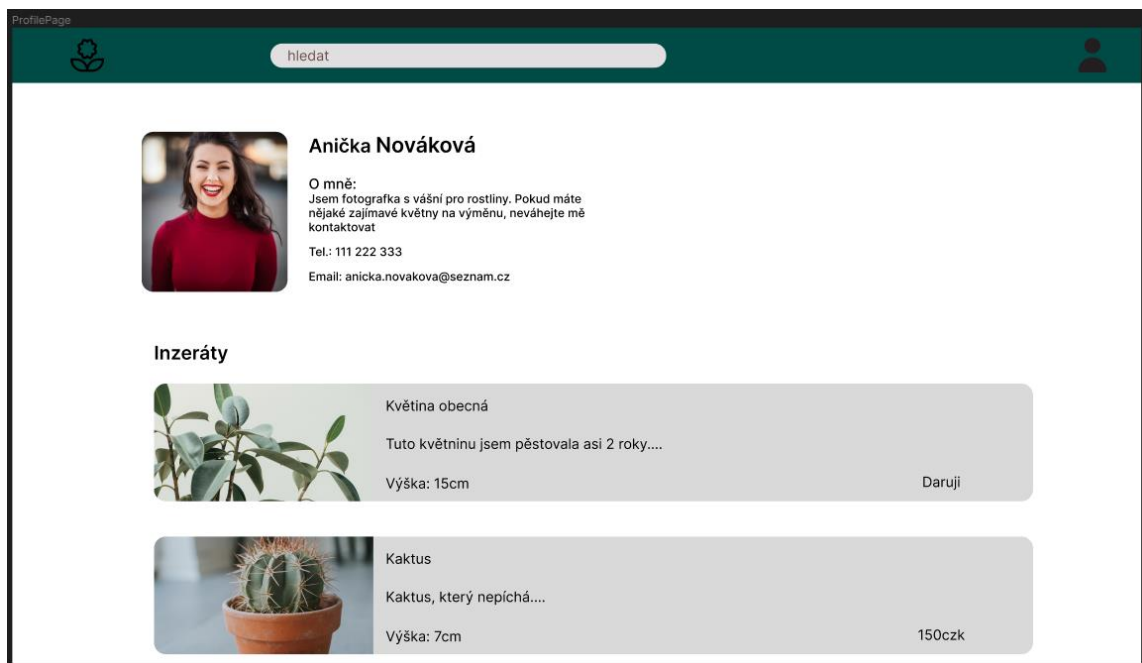 ProfilePage
hledat
Anička Nováková
O mně:
Jsem fotografka s vášní pro rostliny. Pokud máte
nějaké zajímavé květny na výměnu, neváhejte mě
kontaktovat
Tel.: 111 222 333
Email: anicka.novakova@seznam.cz
Inzeráty
Květina obecná
Tuto květninu jsem pěstovala asi 2 roky....
Výška: 15cm
Daruji
Kaktus
Kaktus, který nepíchá....
Výška: 7cm
150czk